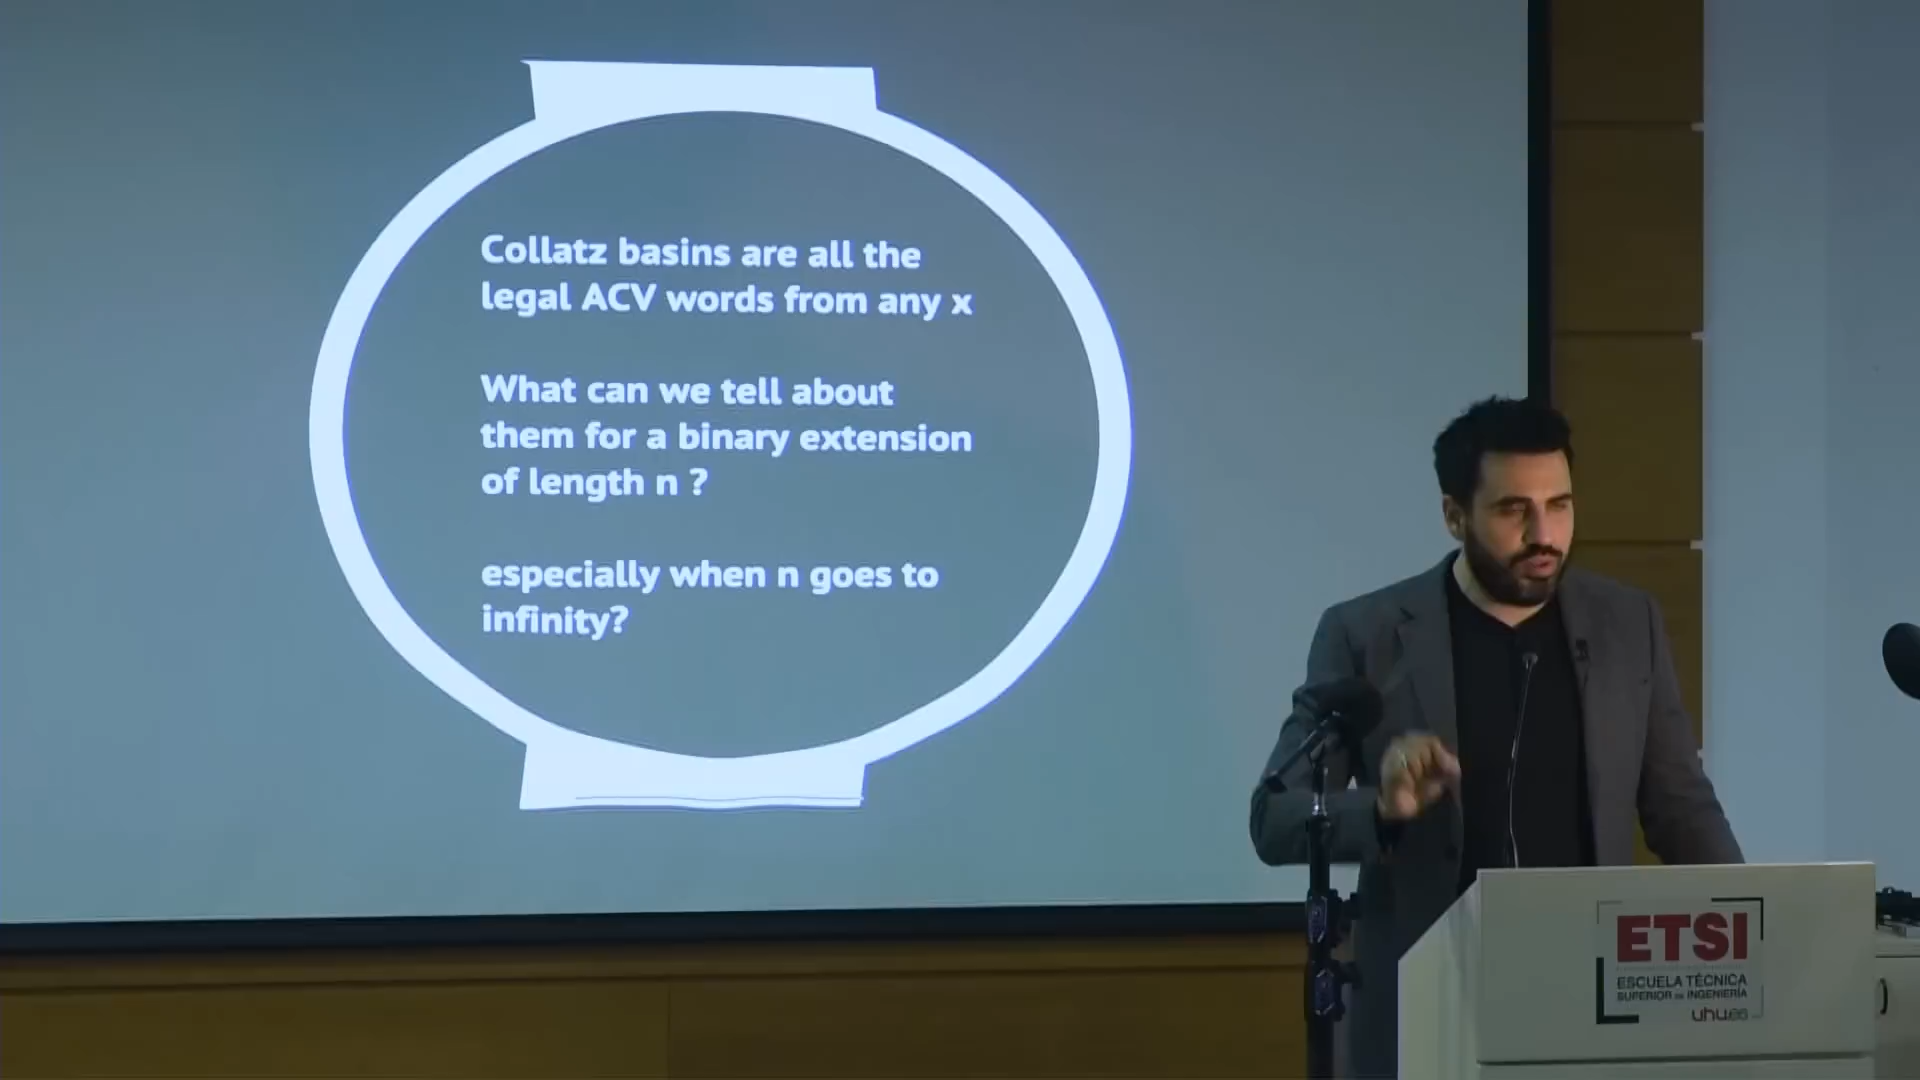 Collatz basins are all the
legal ACV words from any x
What can we tell about
them for a binary extension
of length n ?
especially when n goes to
infinity?
ETSI
ESCUELA TÉCNICA
SUPERIOR DE INGENIERÍA
uhu.es